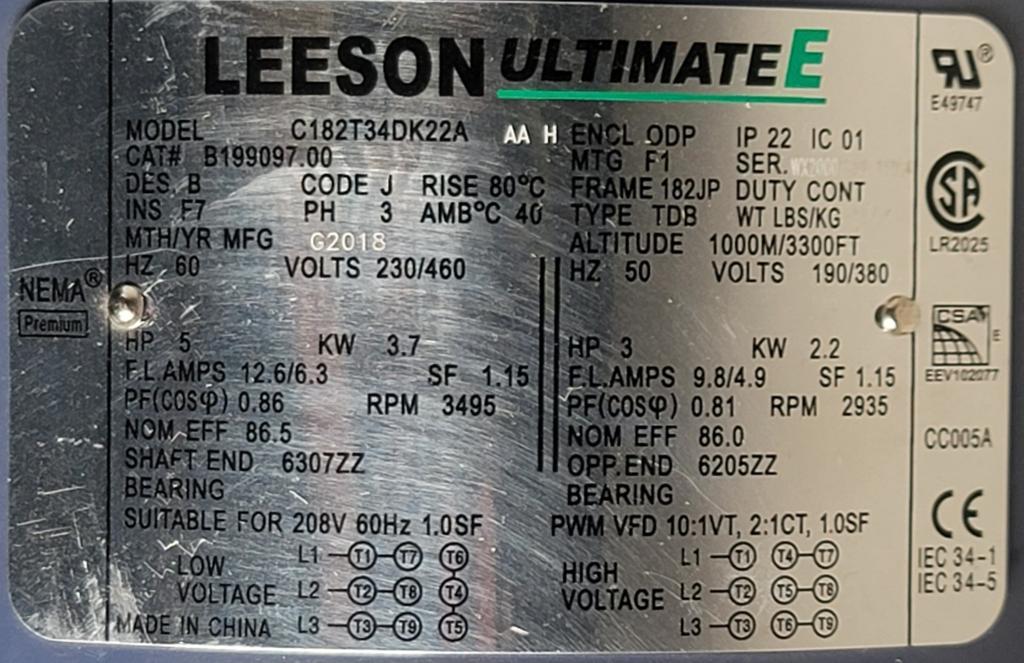 LEESON ULTIMATE E
MODEL C182T34DK22A AA H ENCL ODP IP 22 IC 01
CAT# B199097.00 MTG F1 SER.
DES. B CODE J RISE 80°C FRAME 182JP DUTY CONT
INS F7 PH 3 AMB°C 40 TYPE TDB WT LBS/KG
MTH/YR MFG G2018 ALTITUDE 1000M/3300FT
HZ 60 VOLTS 230/460 HZ 50 VOLTS 190/380
HP 5 KW 3.7 HP 3 KW 2.2
F.L.AMPS 12.6/6.3 SF 1.15 F.L.AMPS 9.8/4.9 SF 1.15
PF(COSφ) 0.86 RPM 3495 PF(COSφ) 0.81 RPM 2935
NOM EFF 86.5 NOM EFF 86.0
SHAFT END 6307ZZ OPP.END 6205ZZ
BEARING BEARING
SUITABLE FOR 208V 60Hz 1.0SF PWM VFD 10:1VT, 2:1CT, 1.0SF
LOW VOLTAGE
L1 T1 T7 T6
L2 T2 T8 T4
L3 T3 T9 T5
HIGH VOLTAGE
L1 T1 T4 T7
L2 T2 T5 T8
L3 T3 T6 T9
MADE IN CHINA
NEMA®
Premium
RU®
E49747
SA
LR2025
CSA
E
EEV102077
CC005A
CE
IEC 34-1
IEC 34-5